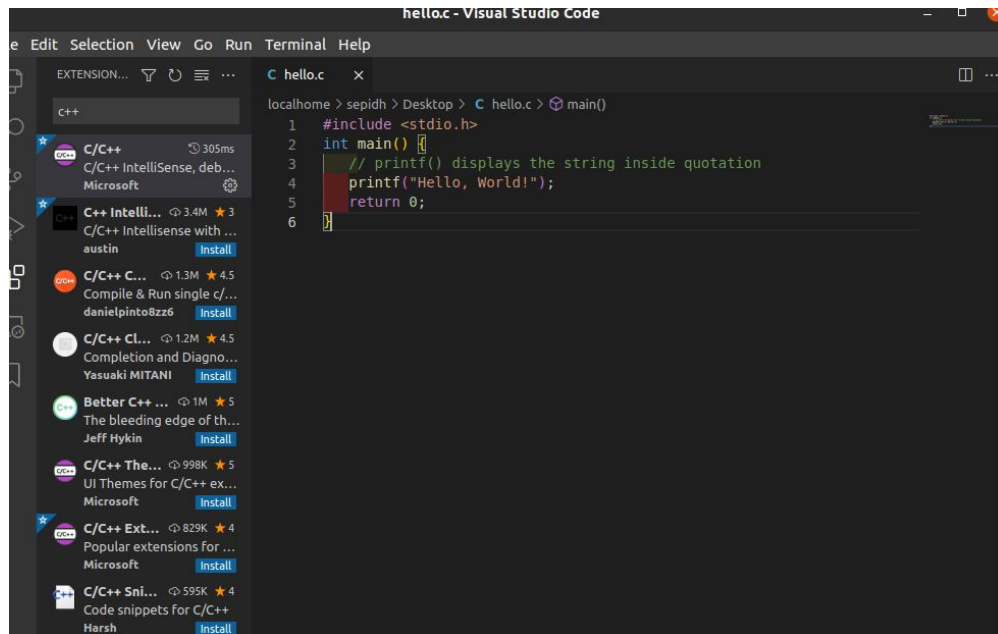 hello.c - Visual Studio Code
e Edit Selection View Go Run Terminal Help
EXTENSION...
c++
C/C++ 305ms
C/C++ IntelliSense, deb...
Microsoft
C++ Intelli... 3.4M ★ 3
C/C++ Intellisense with ...
austin Install
C/C++ C... 1.3M ★ 4.5
Compile & Run single c/...
danielpinto8zz6 Install
C/C++ Cl... 1.2M ★ 4.5
Completion and Diagno...
Yasuaki MITANI Install
Better C++ ... 1M ★ 5
The bleeding edge of th...
Jeff Hykin Install
C/C++ The... 998K ★ 5
UI Themes for C/C++ ex...
Microsoft Install
C/C++ Ext... 829K ★ 4
Popular extensions for ...
Microsoft Install
C/C++ Sni... 595K ★ 4
Code snippets for C/C++
Harsh Install
C hello.c ×
localhome > sepidh > Desktop > C hello.c > main()
1 #include <stdio.h>
2 int main() {
3 // printf() displays the string inside quotation
4 printf("Hello, World!");
5 return 0;
6 }